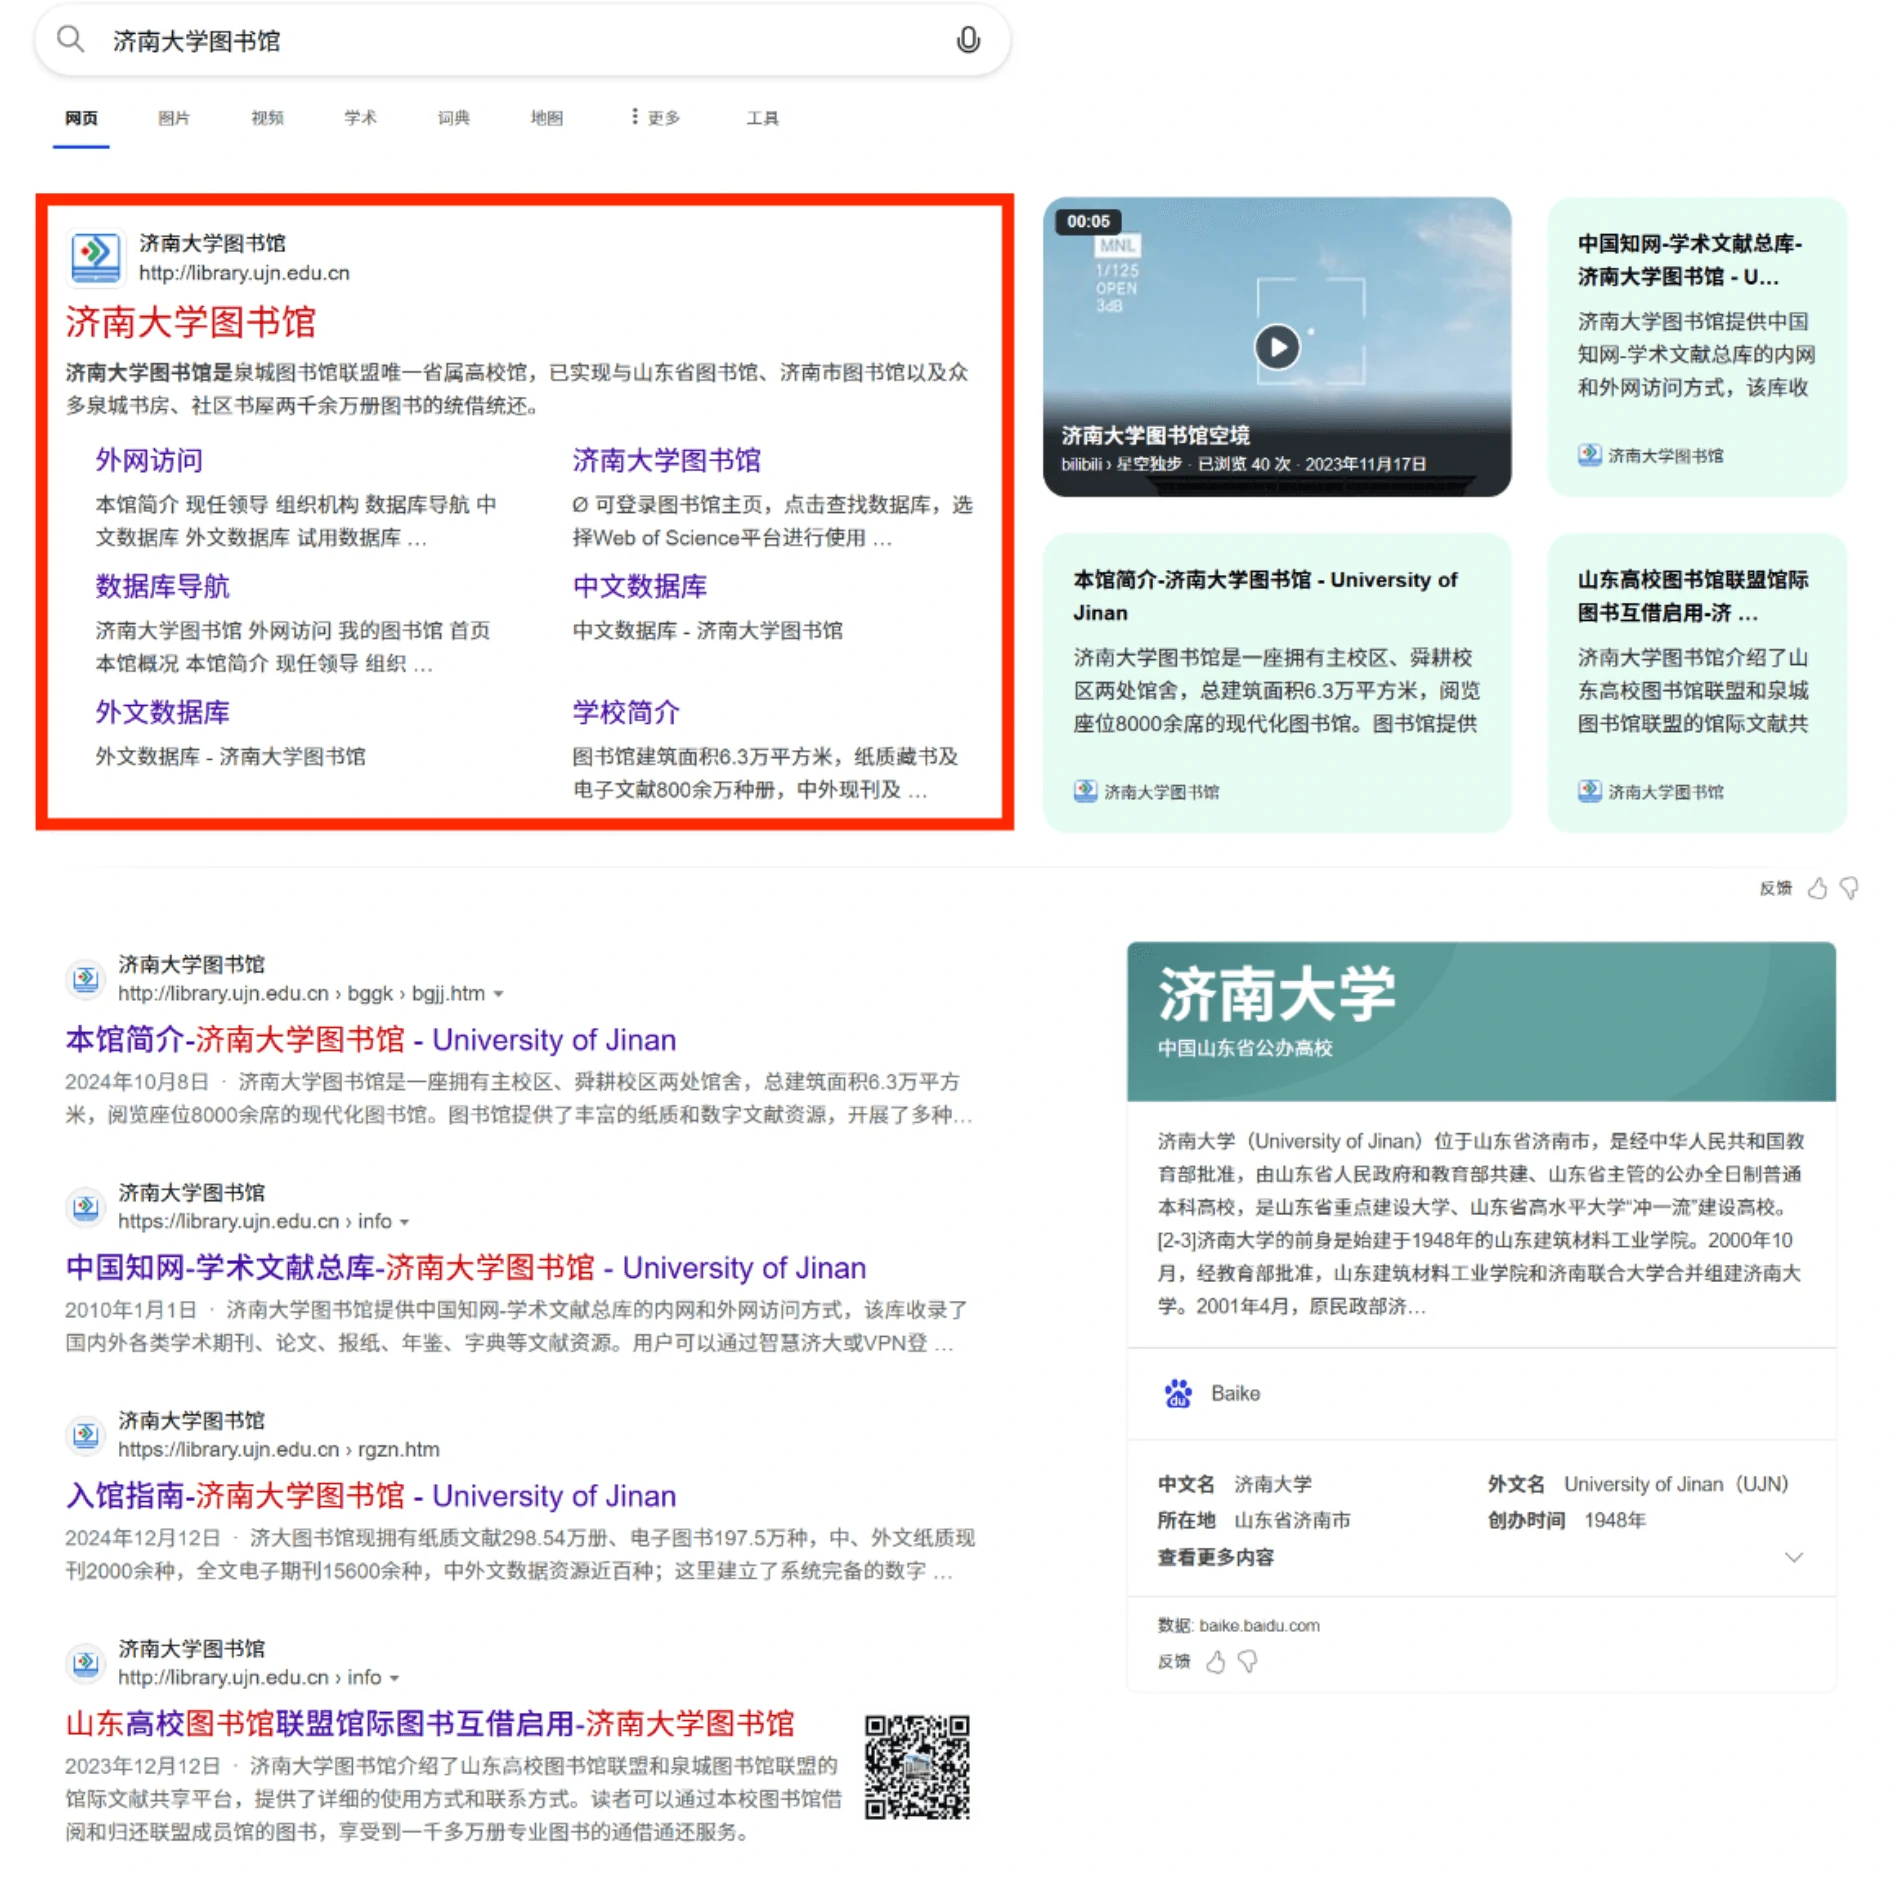 济南大学图书馆
网页 图片 视频 学术 词典 地图 更多 工具
济南大学图书馆
http://library.ujn.edu.cn
济南大学图书馆
济南大学图书馆是泉城图书馆联盟唯一省属高校馆，已实现与山东省图书馆、济南市图书馆以及众
多泉城书房、社区书屋两千余万册图书的统借统还。
外网访问
本馆简介 现任领导 组织机构 数据库导航 中
文数据库 外文数据库 试用数据库 ...
济南大学图书馆
Ø 可登录图书馆主页，点击查找数据库，选
择Web of Science平台进行使用 ...
数据库导航
济南大学图书馆 外网访问 我的图书馆 首页
本馆概况 本馆简介 现任领导 组织 ...
中文数据库
中文数据库 - 济南大学图书馆
外文数据库
外文数据库 - 济南大学图书馆
学校简介
图书馆建筑面积6.3万平方米，纸质藏书及
电子文献800余万种册，中外现刊及 ...
00:05
MNL
1/125
OPEN
3dB
济南大学图书馆空境
bilibili › 星空独步 · 已浏览 40 次 · 2023年11月17日
中国知网-学术文献总库-
济南大学图书馆 - U...
济南大学图书馆提供中国
知网-学术文献总库的内网
和外网访问方式，该库收
济南大学图书馆
本馆简介-济南大学图书馆 - University of
Jinan
济南大学图书馆是一座拥有主校区、舜耕校
区两处馆舍，总建筑面积6.3万平方米，阅览
座位8000余席的现代化图书馆。图书馆提供
济南大学图书馆
山东高校图书馆联盟馆际
图书互借启用-济 ...
济南大学图书馆介绍了山
东高校图书馆联盟和泉城
图书馆联盟的馆际文献共
济南大学图书馆
反馈
济南大学图书馆
http://library.ujn.edu.cn › bggk › bgjj.htm
本馆简介-济南大学图书馆 - University of Jinan
2024年10月8日 · 济南大学图书馆是一座拥有主校区、舜耕校区两处馆舍，总建筑面积6.3万平方
米，阅览座位8000余席的现代化图书馆。图书馆提供了丰富的纸质和数字文献资源，开展了多种...
济南大学图书馆
https://library.ujn.edu.cn › info
中国知网-学术文献总库-济南大学图书馆 - University of Jinan
2010年1月1日 · 济南大学图书馆提供中国知网-学术文献总库的内网和外网访问方式，该库收录了
国内外各类学术期刊、论文、报纸、年鉴、字典等文献资源。用户可以通过智慧济大或VPN登 ...
济南大学图书馆
https://library.ujn.edu.cn › rgzn.htm
入馆指南-济南大学图书馆 - University of Jinan
2024年12月12日 · 济大图书馆现拥有纸质文献298.54万册、电子图书197.5万种，中、外文纸质现
刊2000余种，全文电子期刊15600余种，中外文数据资源近百种；这里建立了系统完备的数字 ...
济南大学图书馆
http://library.ujn.edu.cn › info
山东高校图书馆联盟馆际图书互借启用-济南大学图书馆
2023年12月12日 · 济南大学图书馆介绍了山东高校图书馆联盟和泉城图书馆联盟的
馆际文献共享平台，提供了详细的使用方式和联系方式。读者可以通过本校图书馆借
阅和归还联盟成员馆的图书，享受到一千多万册专业图书的通借通还服务。
济南大学
中国山东省公办高校
济南大学（University of Jinan）位于山东省济南市，是经中华人民共和国教
育部批准，由山东省人民政府和教育部共建、山东省主管的公办全日制普通
本科高校，是山东省重点建设大学、山东省高水平大学“冲一流”建设高校。
[2-3]济南大学的前身是始建于1948年的山东建筑材料工业学院。2000年10
月，经教育部批准，山东建筑材料工业学院和济南联合大学合并组建济南大
学。2001年4月，原民政部济...
du Baike
中文名 济南大学 外文名 University of Jinan（UJN）
所在地 山东省济南市 创办时间 1948年
查看更多内容
数据: baike.baidu.com
反馈